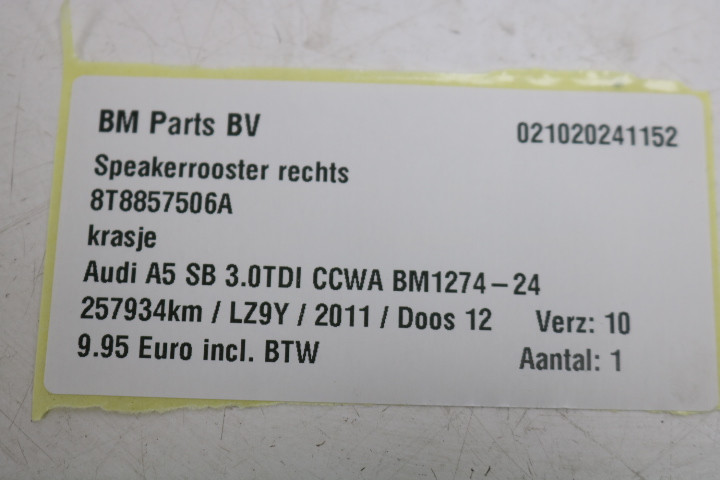 BM Parts BV 021020241152
Speakerrooster rechts
8T8857506A
krasje
Audi A5 SB 3.0TDI CCWA BM1274-24
257934km / LZ9Y / 2011 / Doos 12 Verz: 10
9.95 Euro incl. BTW Aantal: 1